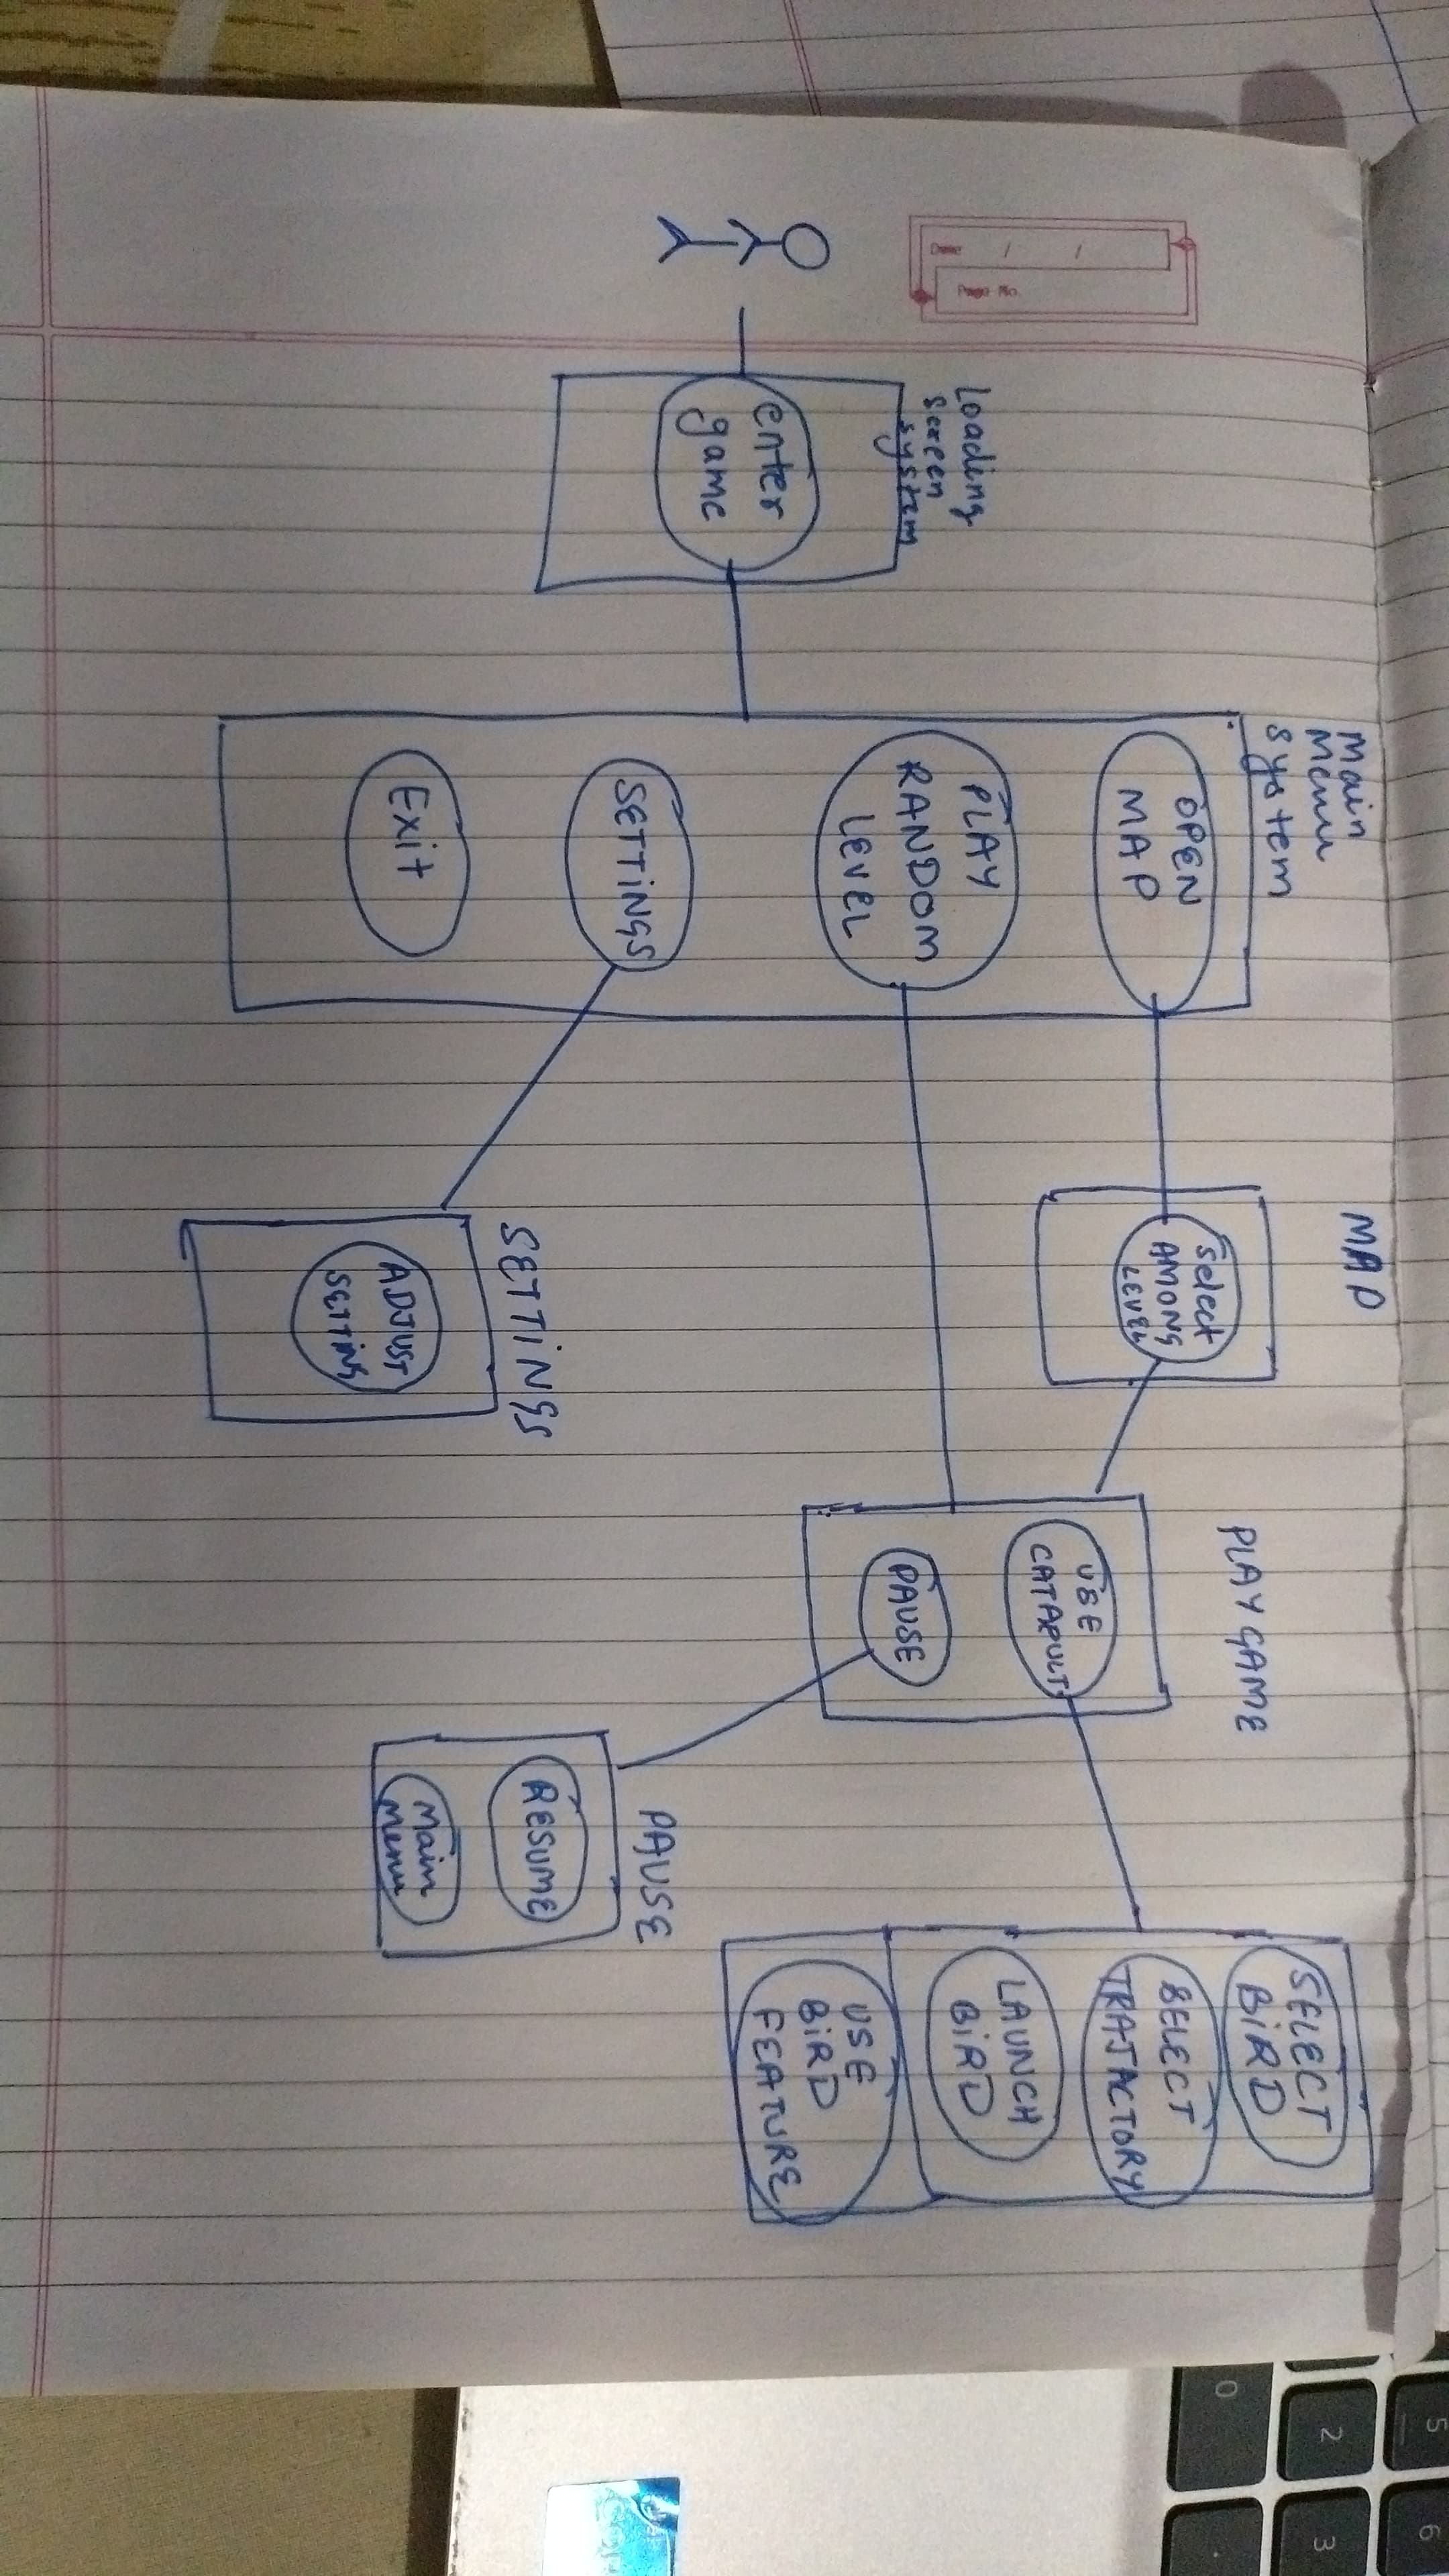 Date / /
Page No.
Loading
screen
system
enter
game
Main
Menu
system
OPEN
MAP
PLAY
RANDOM
LEVEL
SETTINGS
Exit
MAP
Select
AMONG
LEVEL
SETTINGS
ADJUST
SETTING
PLAY GAME
USE
CATAPULT
PAUSE
PAUSE
RESUME
Main
Menu
SELECT
BIRD
SELECT
TRAJACTORY
LAUNCH
BIRD
USE
BIRD
FEATURE
5
6
2
3
0
.